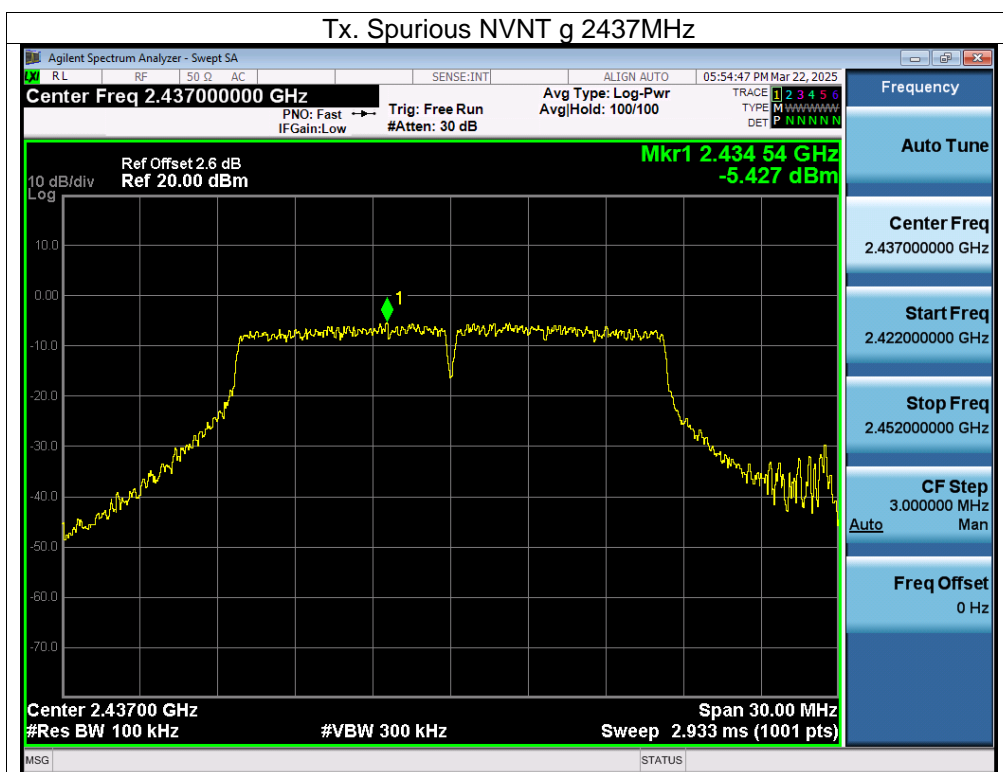 Tx. Spurious NVNT g 2437MHz
Agilent Spectrum Analyzer - Swept SA
LXI RL RF 50 Ω AC SENSE:INT ALIGN AUTO 05:54:47 PM Mar 22, 2025
Center Freq 2.437000000 GHz
PNO: Fast
IFGain:Low
Trig: Free Run
#Atten: 30 dB
Avg Type: Log-Pwr
Avg|Hold: 100/100
TRACE 1 2 3 4 5 6
TYPE M WWWWW
DET P N N N N N
Mkr1 2.434 54 GHz
-5.427 dBm
Ref Offset 2.6 dB
10 dB/div Ref 20.00 dBm
Log
10.0
0.00
1
-10.0
-20.0
-30.0
-40.0
-50.0
-60.0
-70.0
Center 2.43700 GHz Span 30.00 MHz
#Res BW 100 kHz #VBW 300 kHz Sweep 2.933 ms (1001 pts)
MSG STATUS
Frequency
Auto Tune
Center Freq
2.437000000 GHz
Start Freq
2.422000000 GHz
Stop Freq
2.452000000 GHz
CF Step
3.000000 MHz
Auto Man
Freq Offset
0 Hz